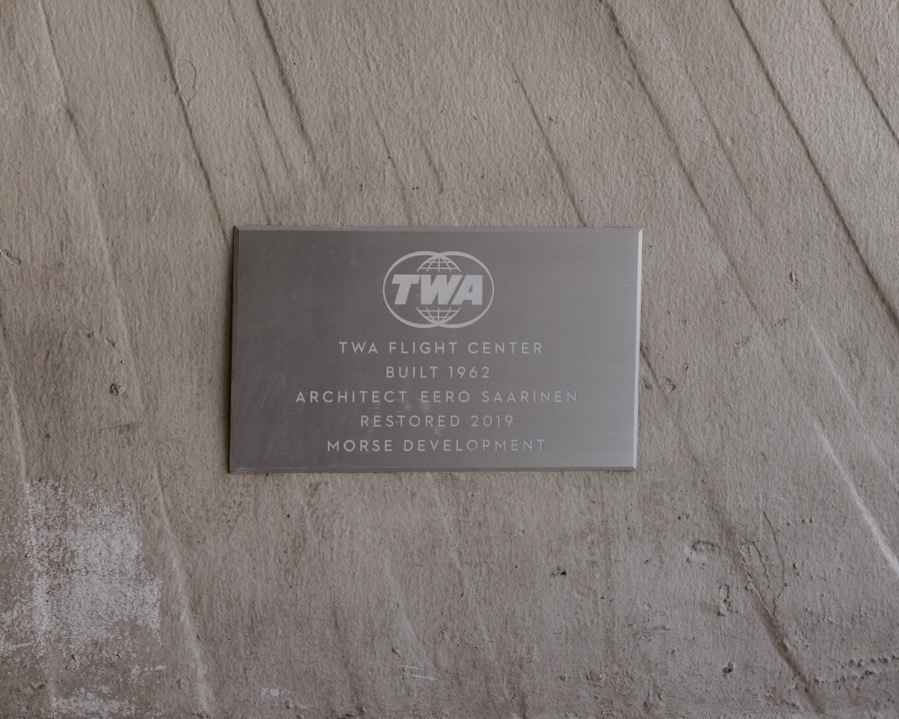 TWA
TWA FLIGHT CENTER
BUILT 1962
ARCHITECT EERO SAARINEN
RESTORED 2019
MORSE DEVELOPMENT